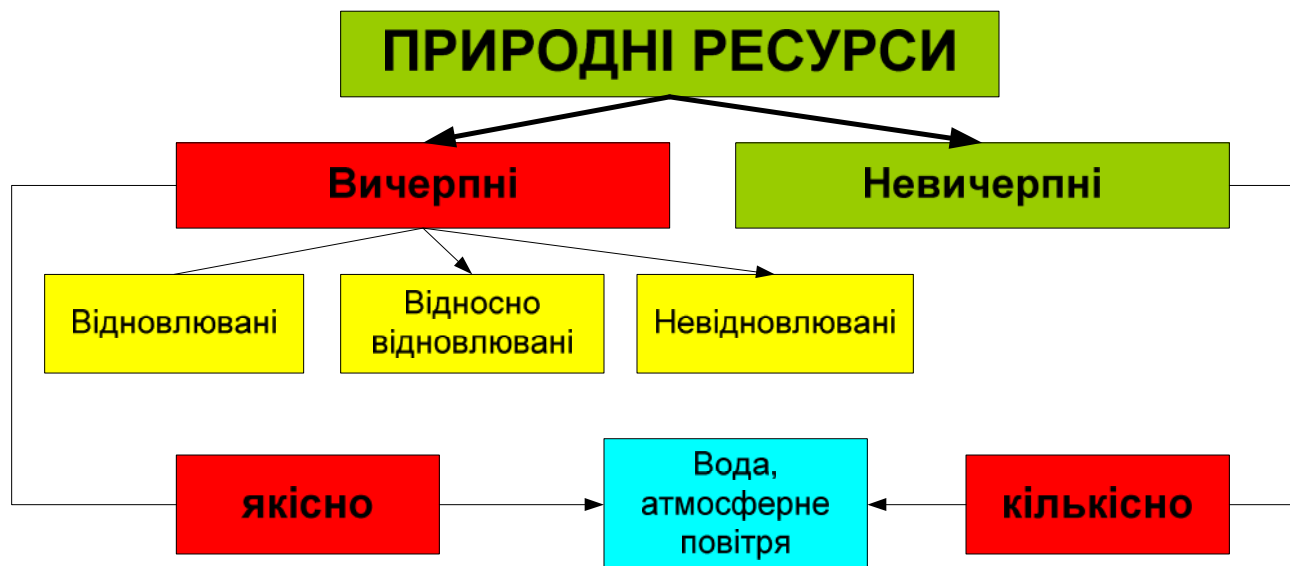 ПРИРОДНІ РЕСУРСИ
Вичерпні
Невичерпні
Відновлювані
Відносно
відновлювані
Невідновлювані
якісно
Вода,
атмосферне
повітря
кількісно